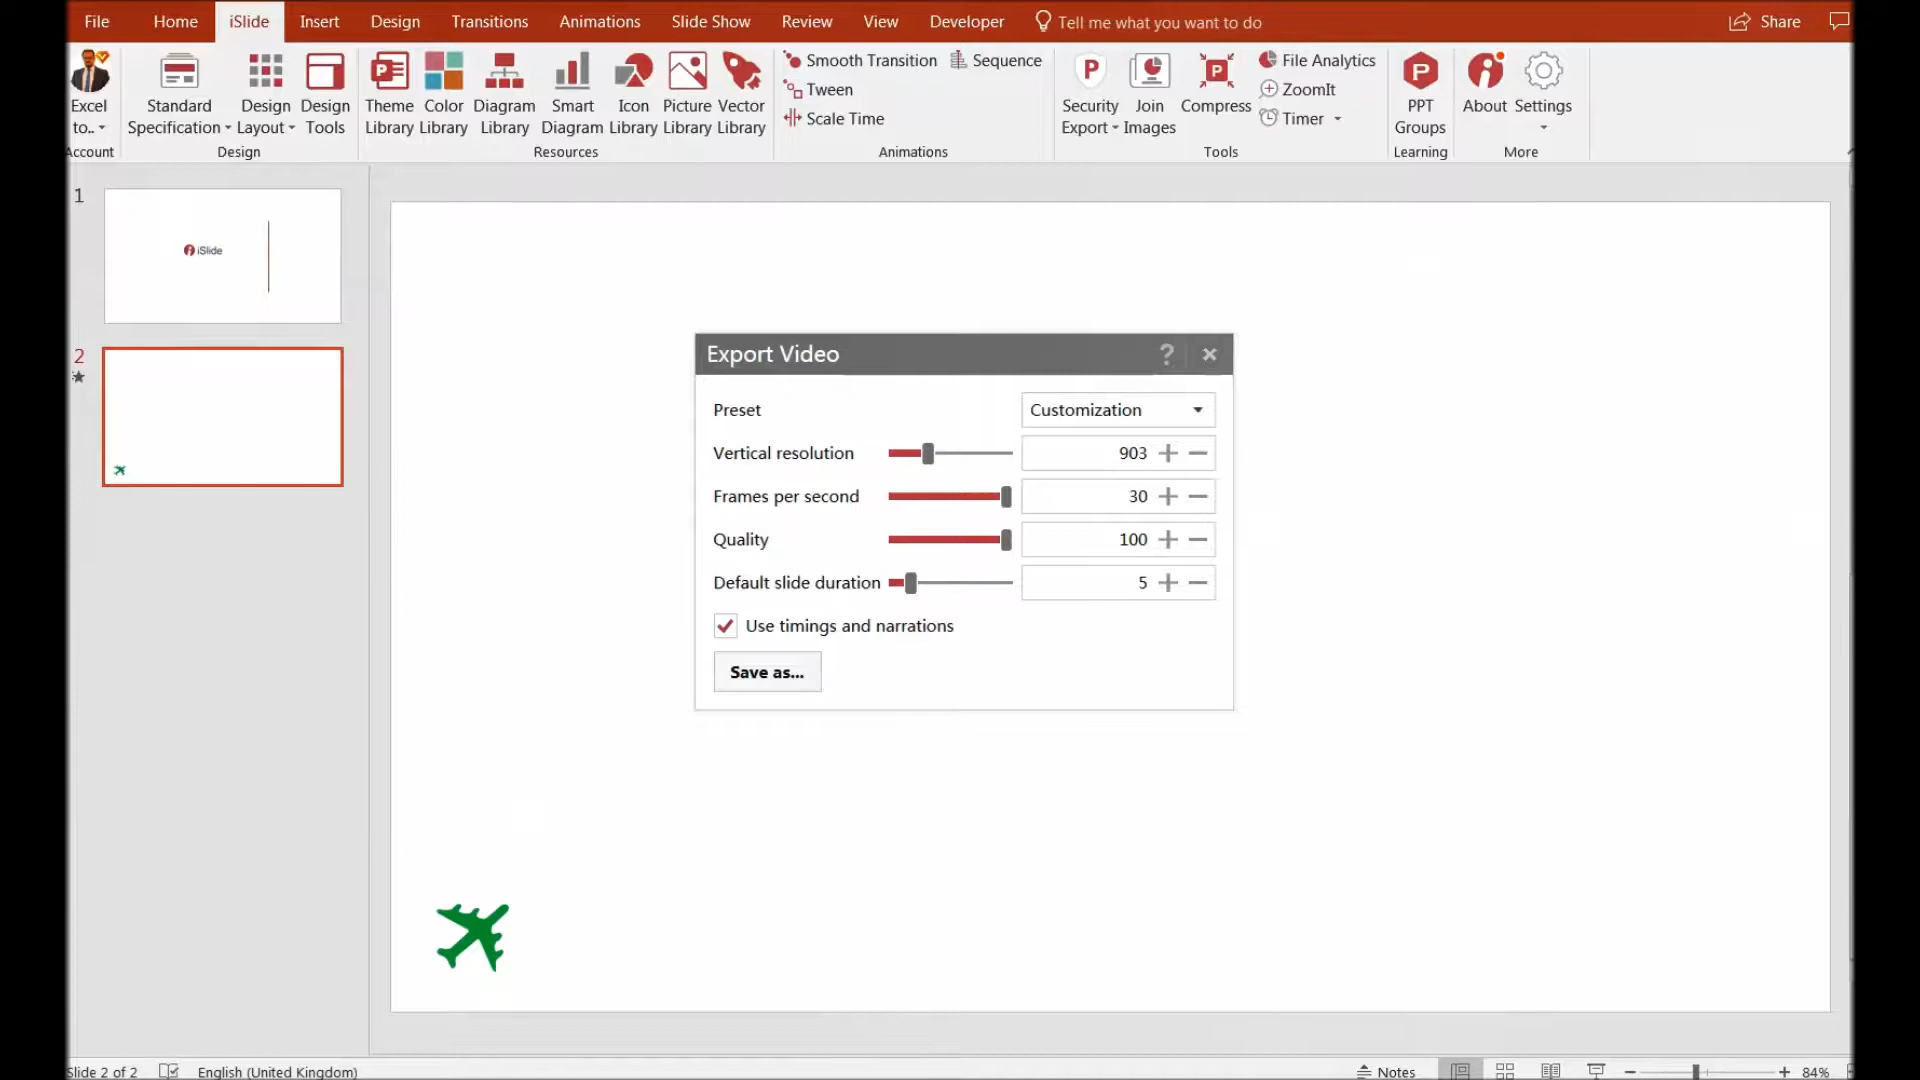 File Home iSlide Insert Design Transitions Animations Slide Show Review View Developer Tell me what you want to do Share
Excel to..
Standard Specification
Design Layout
Design Tools
Theme Library
Color Library
Diagram Library
Smart Diagram
Icon Library
Picture Library
Vector Library
Smooth Transition
Sequence
Tween
Scale Time
Security Export
Join Images
Compress
File Analytics
ZoomIt
Timer
PPT Groups
About
Settings
Account Design Resources Animations Tools Learning More
1
iSlide
2
Export Video ?
Preset Customization
Vertical resolution 903
Frames per second 30
Quality 100
Default slide duration 5
Use timings and narrations
Save as...
Slide 2 of 2 English (United Kingdom) Notes 84%